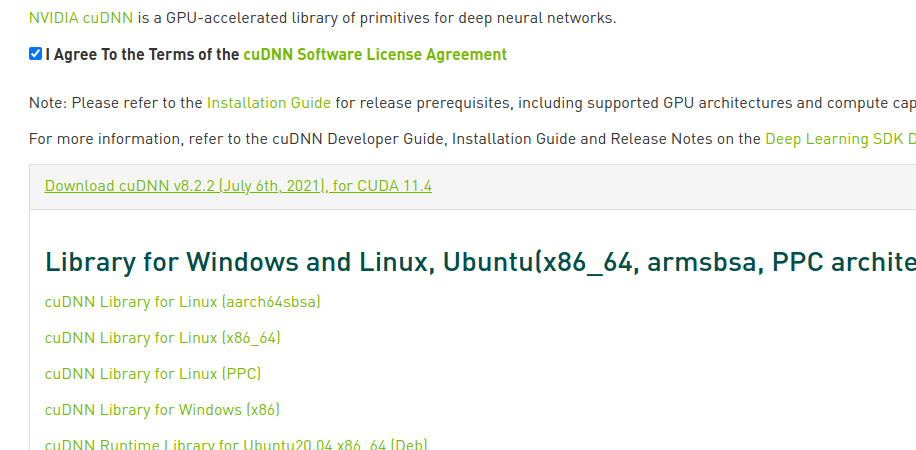 NVIDIA cuDNN is a GPU-accelerated library of primitives for deep neural networks.
I Agree To the Terms of the cuDNN Software License Agreement
Note: Please refer to the Installation Guide for release prerequisites, including supported GPU architectures and compute cap
For more information, refer to the cuDNN Developer Guide, Installation Guide and Release Notes on the Deep Learning SDK D
Download cuDNN v8.2.2 (July 6th, 2021), for CUDA 11.4
Library for Windows and Linux, Ubuntu(x86_64, armsbsa, PPC archite
cuDNN Library for Linux (aarch64sbsa)
cuDNN Library for Linux (x86_64)
cuDNN Library for Linux (PPC)
cuDNN Library for Windows (x86)
cuDNN Runtime Library for Ubuntu20.04 x86_64 (Deb)